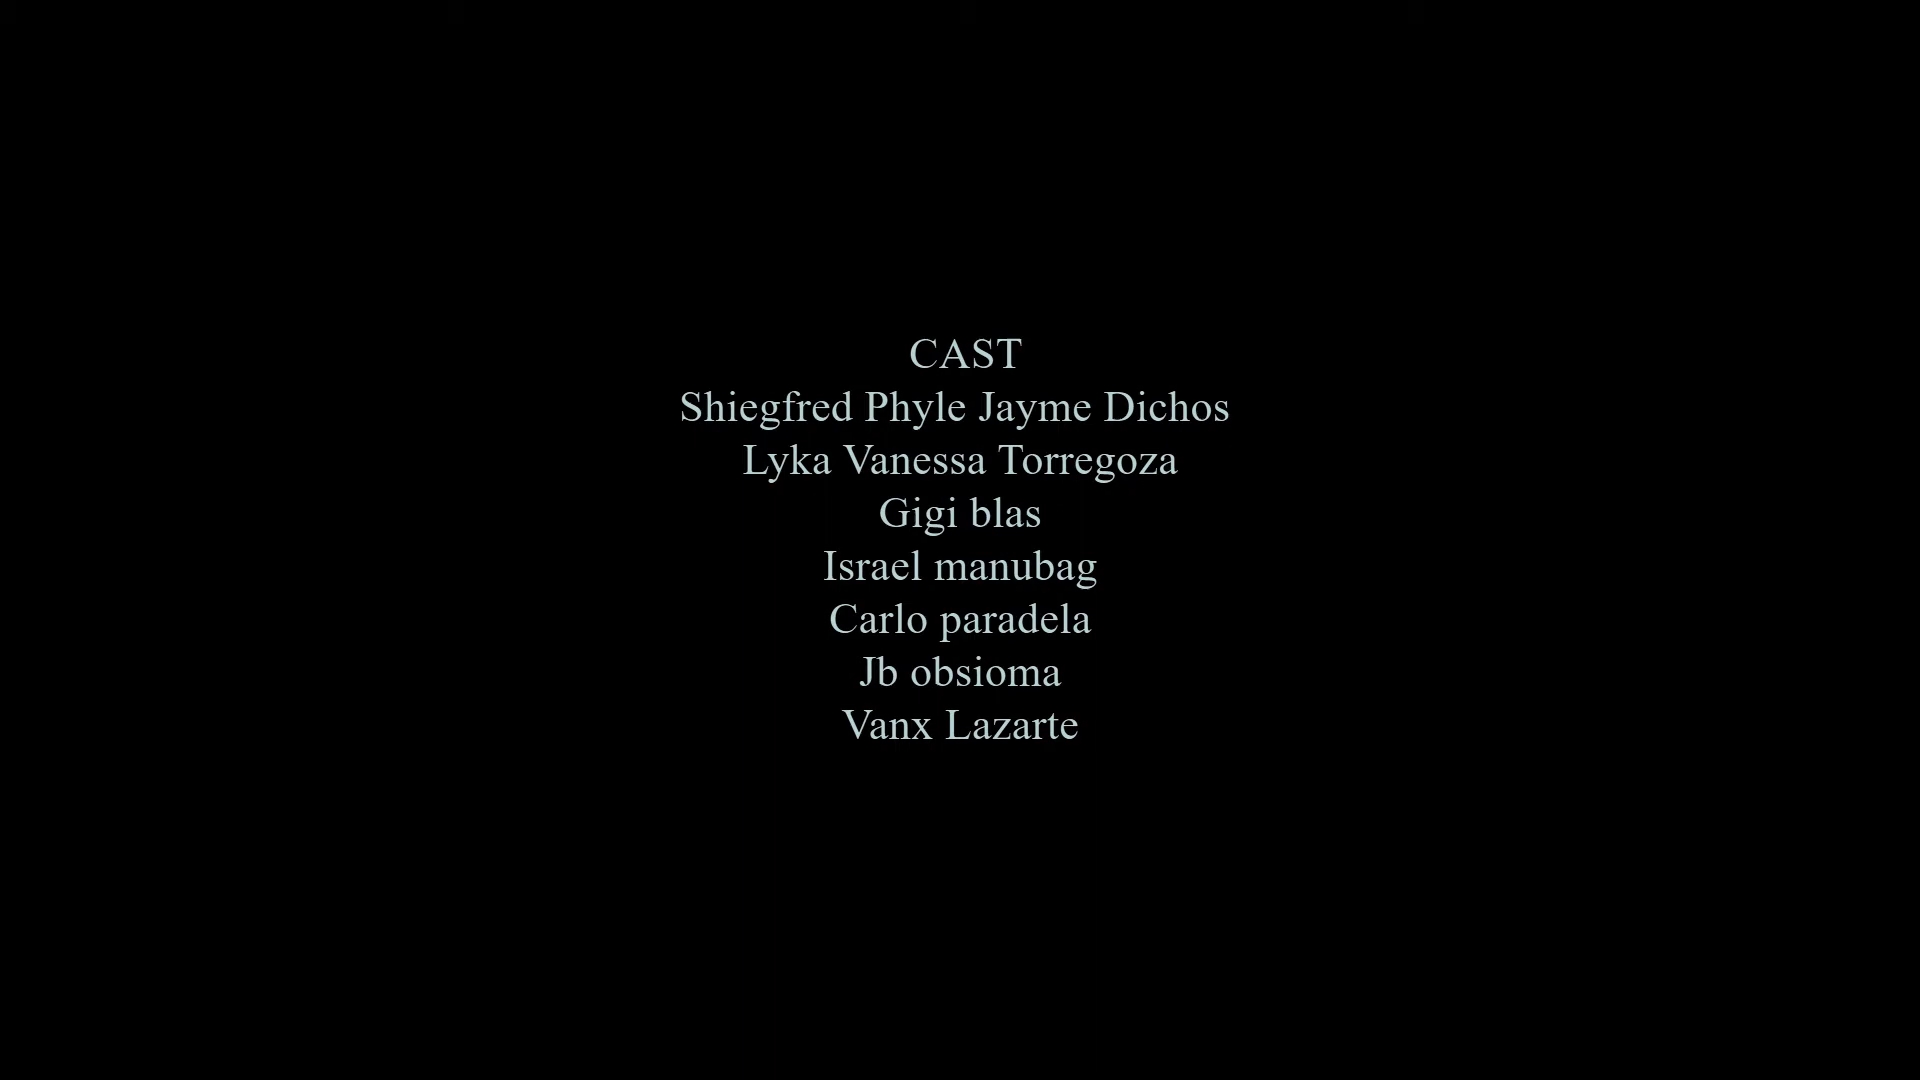 CAST
Shiegfred Phyle Jayme Dichos
Lyka Vanessa Torregoza
Gigi blas
Israel manubag
Carlo paradela
Jb obsioma
Vanx Lazarte